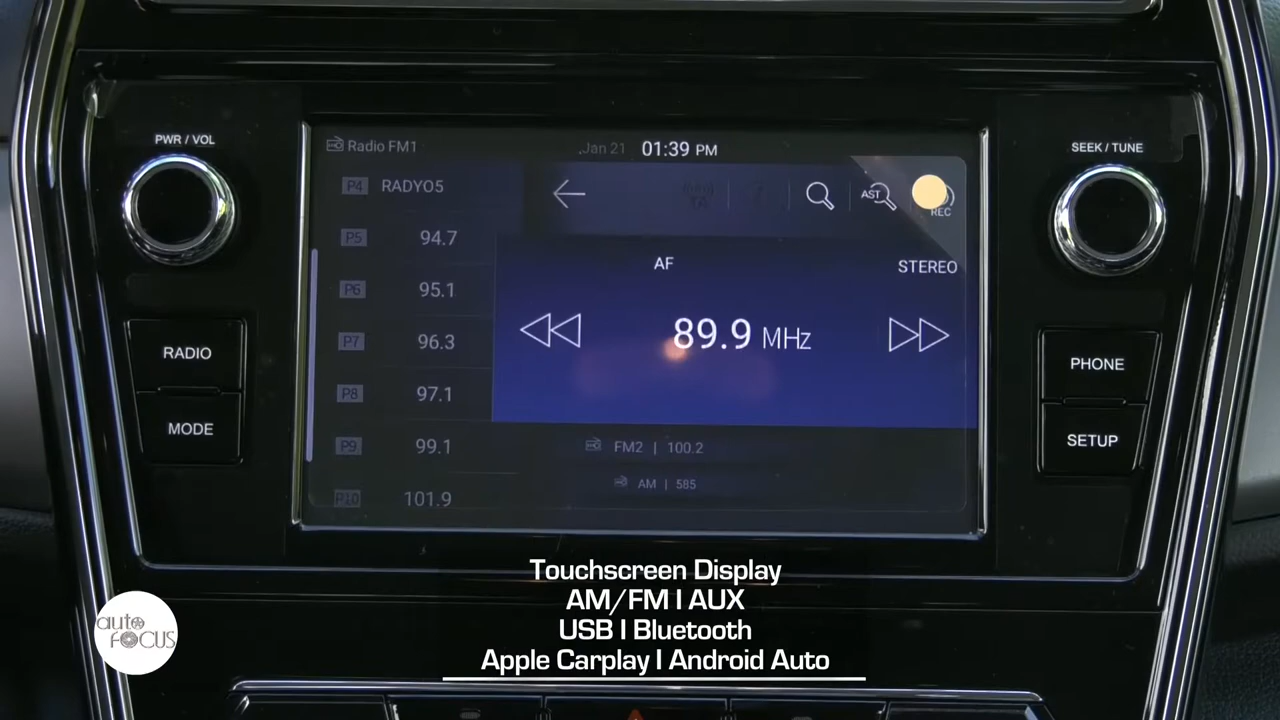 PWR / VOL
SEEK / TUNE
Radio FM1
Jan 21 01:39 PM
P4 RADYO5
TA
AST
REC
P5 94.7
AF
STEREO
P6 95.1
89.9 MHz
P7 96.3
P8 97.1
P9 99.1
P10 101.9
FM2 | 100.2
AM | 585
RADIO
MODE
PHONE
SETUP
Touchscreen Display
AM/FM | AUX
USB | Bluetooth
Apple Carplay | Android Auto
auto
FOCUS